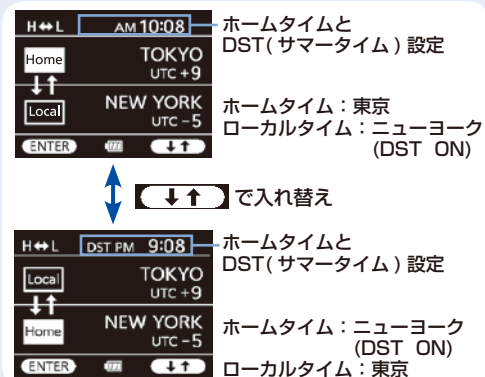 H⇔L AM 10:08
ホームタイムと
DST(サマータイム)設定
Home TOKYO
UTC +9
↓↑
Local NEW YORK
UTC −5
ENTER ↓↑
ホームタイム：東京
ローカルタイム：ニューヨーク
(DST ON)
↓↑ で入れ替え
H⇔L DST PM 9:08
ホームタイムと
DST(サマータイム)設定
Local TOKYO
UTC +9
↓↑
Home NEW YORK
UTC −5
ENTER ↓↑
ホームタイム：ニューヨーク
(DST ON)
ローカルタイム：東京